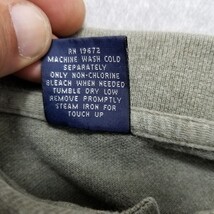 RN 19672
MACHINE WASH COLD
SEPARATELY
ONLY NON-CHLORINE
BLEACH WHEN NEEDED
TUMBLE DRY LOW
REMOVE PROMPTLY
STEAM IRON FOR
TOUCH UP